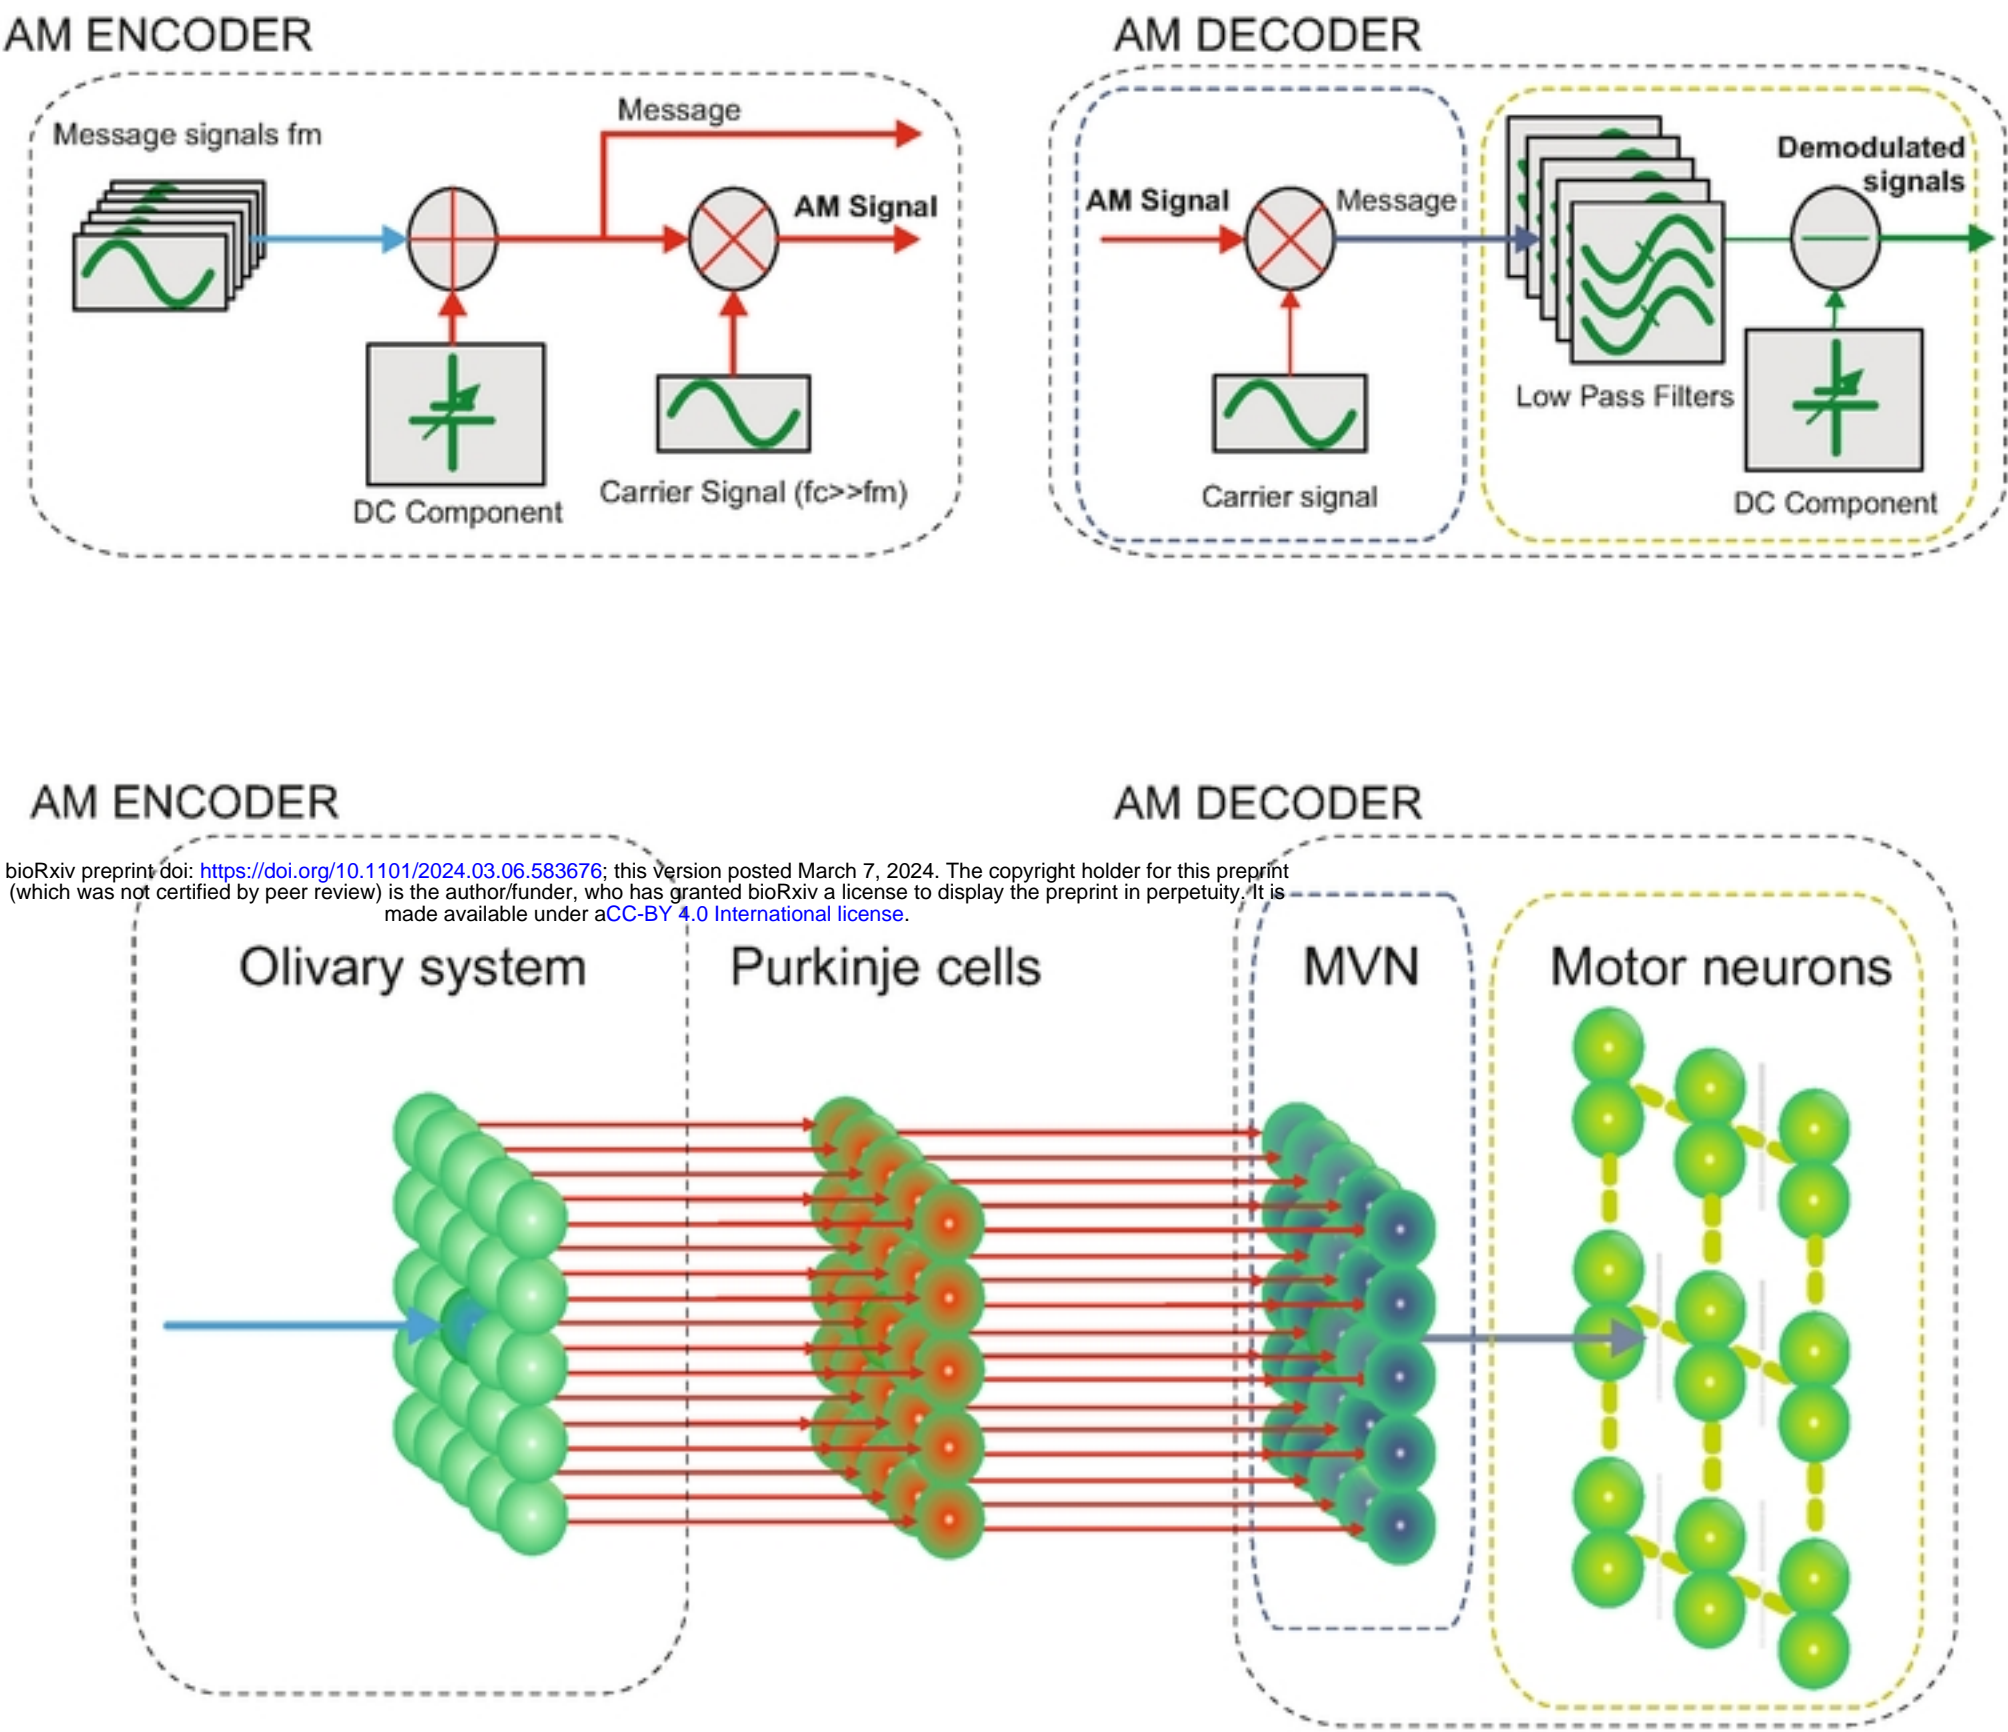 AM ENCODER
Message signals fm
Message
AM Signal
DC Component
Carrier Signal (fc>>fm)
AM DECODER
AM Signal
Message
Carrier signal
Low Pass Filters
Demodulated
signals
DC Component
AM ENCODER
AM DECODER
bioRxiv preprint doi: https://doi.org/10.1101/2024.03.06.583676; this version posted March 7, 2024. The copyright holder for this preprint
(which was not certified by peer review) is the author/funder, who has granted bioRxiv a license to display the preprint in perpetuity. It is
made available under aCC-BY 4.0 International license.
Olivary system
Purkinje cells
MVN
Motor neurons